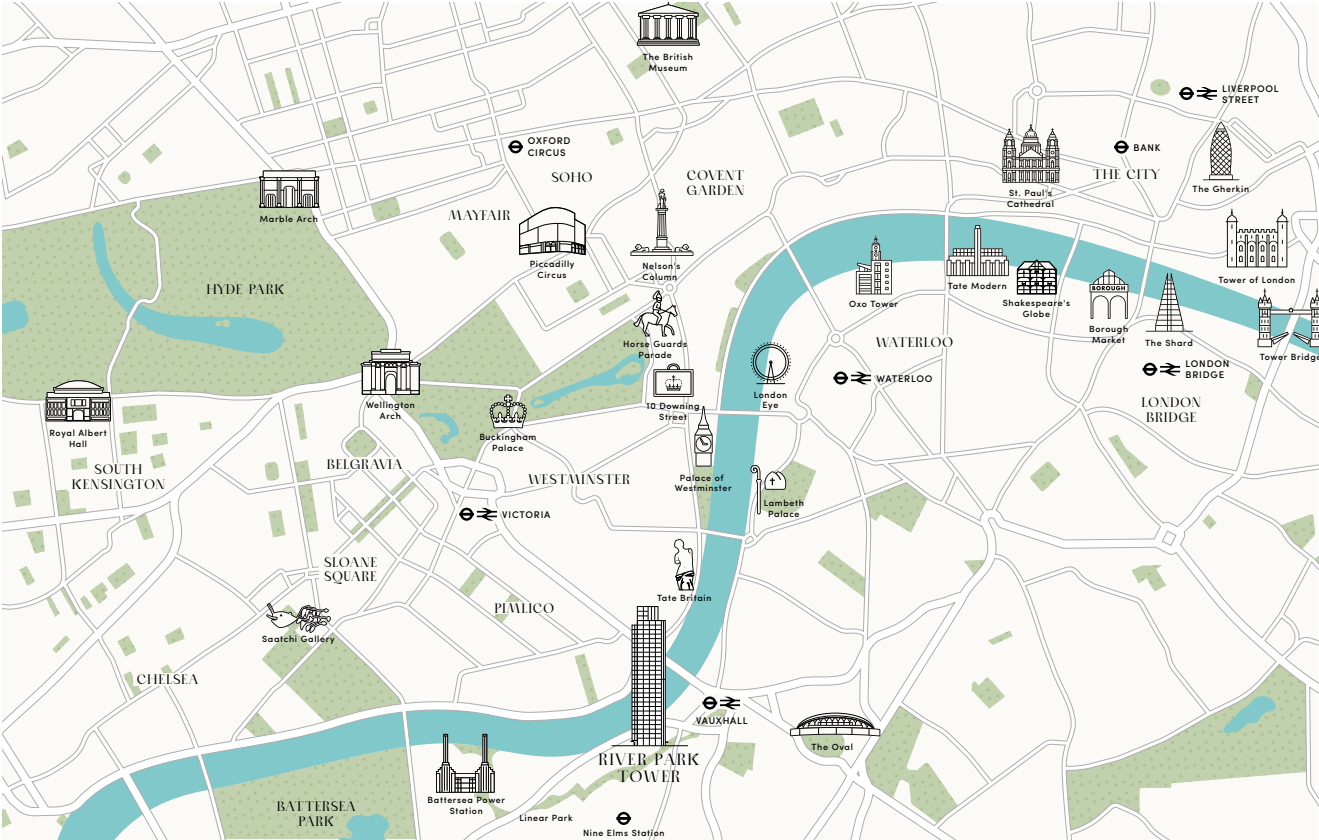 The British
Museum
LIVERPOOL
STREET
OXFORD
CIRCUS
BANK
SOHO
COVENT
GARDEN
THE CITY
St. Paul's
Cathedral
The Gherkin
Marble Arch
MAYFAIR
Piccadilly
Circus
Nelson's
Column
HYDE PARK
Oxo Tower
Tate Modern
Shakespeare's
Globe
BOROUGH
Borough
Market
The Shard
Tower of London
Tower Bridge
Horse Guards
Parade
WATERLOO
WATERLOO
LONDON
BRIDGE
LONDON
BRIDGE
Royal Albert
Hall
Wellington
Arch
Buckingham
Palace
10 Downing
Street
London
Eye
SOUTH
KENSINGTON
BELGRAVIA
WESTMINSTER
Palace of
Westminster
Lambeth
Palace
VICTORIA
SLOANE
SQUARE
Tate Britain
PIMLICO
Saatchi Gallery
CHELSEA
VAUXHALL
The Oval
RIVER PARK
TOWER
Battersea Power
Station
BATTERSEA
PARK
Linear Park
Nine Elms Station